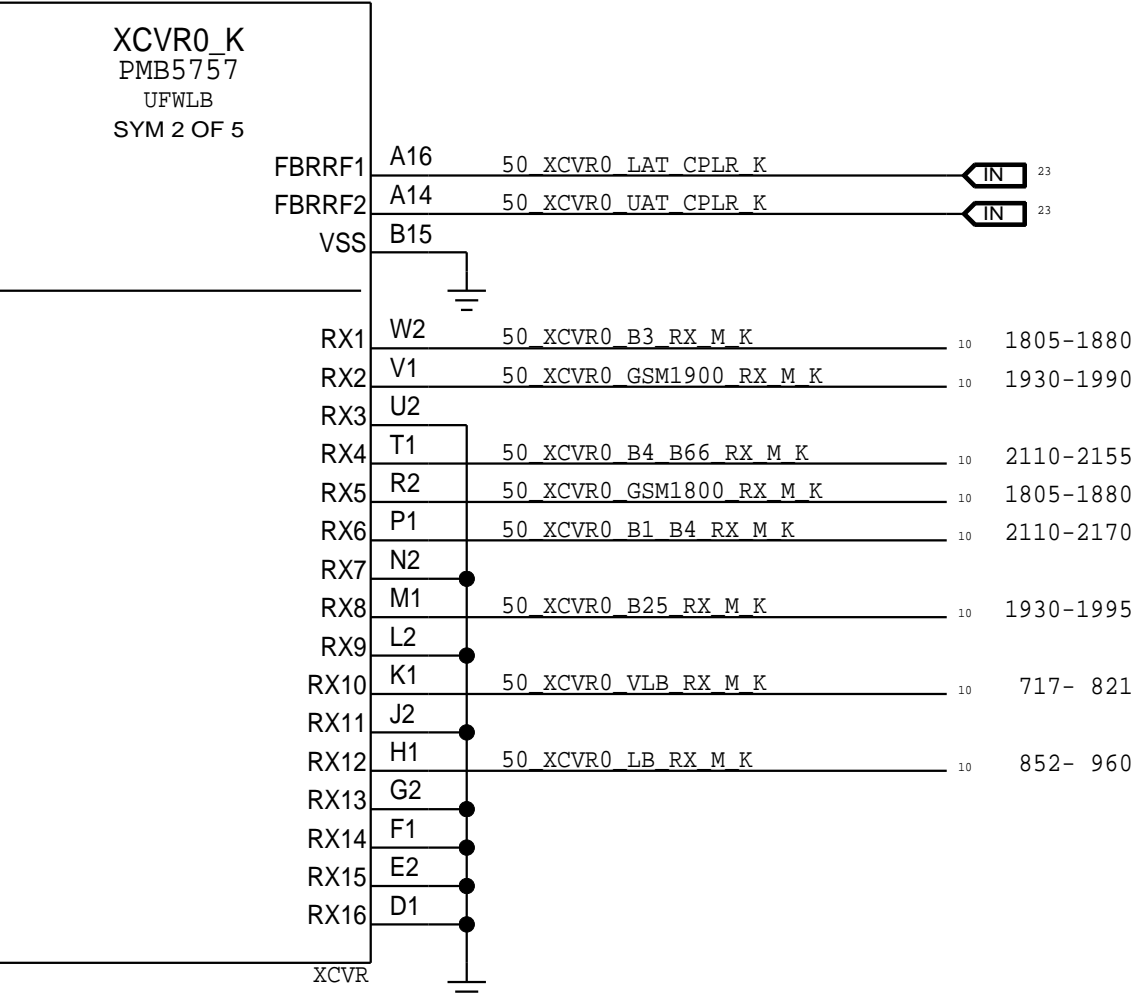 XCVR0_K
PMB5757
UFWLB
SYM 2 OF 5
FBRRF1 A16 50_XCVR0_LAT_CPLR_K IN 23
FBRRF2 A14 50_XCVR0_UAT_CPLR_K IN 23
VSS B15
RX1 W2 50_XCVR0_B3_RX_M_K 10 1805-1880
RX2 V1 50_XCVR0_GSM1900_RX_M_K 10 1930-1990
RX3 U2
RX4 T1 50_XCVR0_B4_B66_RX_M_K 10 2110-2155
RX5 R2 50_XCVR0_GSM1800_RX_M_K 10 1805-1880
RX6 P1 50_XCVR0_B1_B4_RX_M_K 10 2110-2170
RX7 N2
RX8 M1 50_XCVR0_B25_RX_M_K 10 1930-1995
RX9 L2
RX10 K1 50_XCVR0_VLB_RX_M_K 10 717- 821
RX11 J2
RX12 H1 50_XCVR0_LB_RX_M_K 10 852- 960
RX13 G2
RX14 F1
RX15 E2
RX16 D1
XCVR